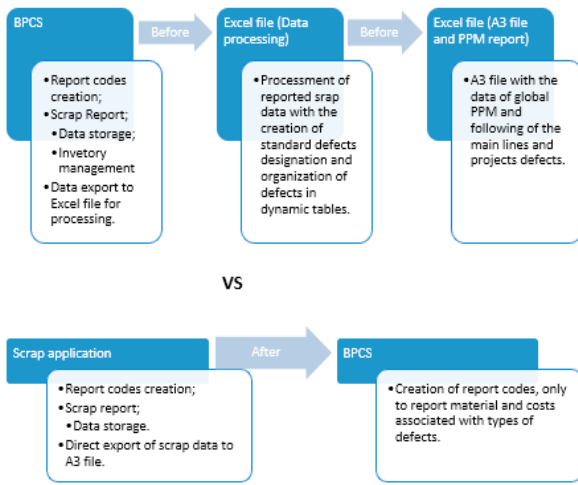 BPCS
Before
Excel file (Data
processing)
Before
Excel file (A3 file
and PPM report)
•Report codes
creation;
•Scrap Report;
•Data storage;
•Invetory
management
•Data export to
Excel file for
processing.
•Processment of
reported srap
data with the
creation of
standard defects
designation and
organization of
defects in
dynamic tables.
•A3 file with the
data of global
PPM and
following of the
main lines and
projects defects.
VS
Scrap application
After
BPCS
•Report codes creation;
•Scrap report;
•Data storage.
•Direct export of scrap data to
A3 file.
•Creation of report codes, only
to report material and costs
associated with types of
defects.